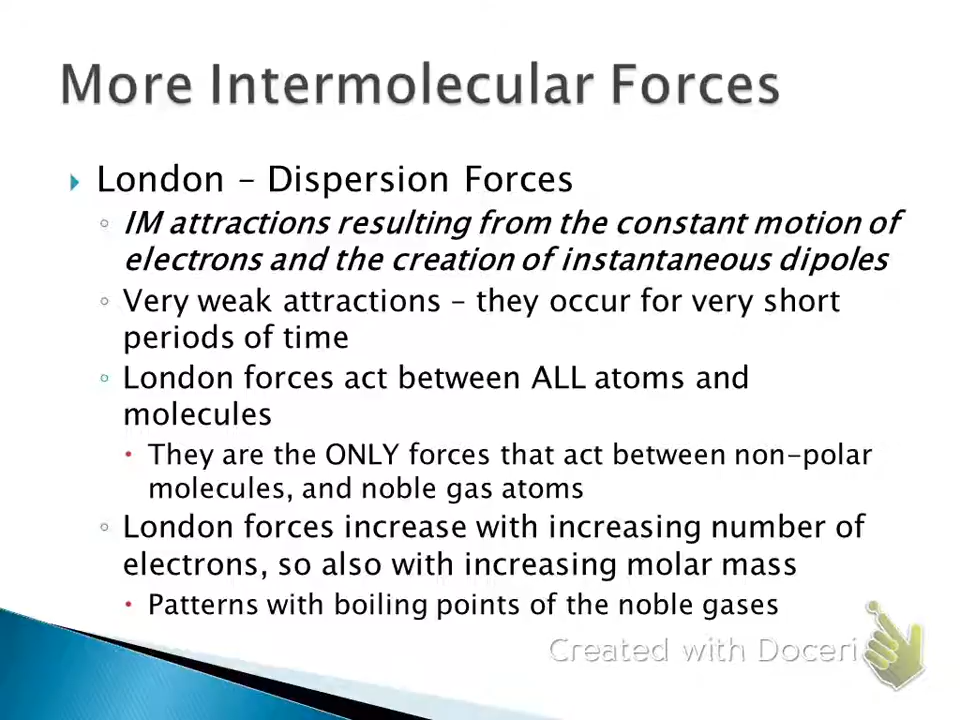 More Intermolecular Forces
London – Dispersion Forces
IM attractions resulting from the constant motion of
electrons and the creation of instantaneous dipoles
Very weak attractions – they occur for very short
periods of time
London forces act between ALL atoms and
molecules
They are the ONLY forces that act between non-polar
molecules, and noble gas atoms
London forces increase with increasing number of
electrons, so also with increasing molar mass
Patterns with boiling points of the noble gases
Created with Doceri